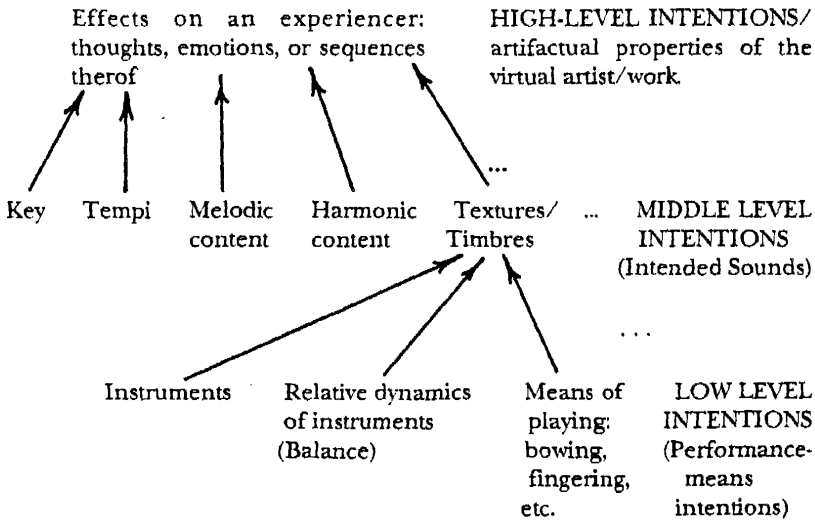 Effects on an experiencer:
thoughts, emotions, or sequences
therof
HIGH-LEVEL INTENTIONS/
artifactual properties of the
virtual artist/work.
...
Key
Tempi
Melodic
content
Harmonic
content
Textures/
Timbres
...
MIDDLE LEVEL
INTENTIONS
(Intended Sounds)
...
Instruments
Relative dynamics
of instruments
(Balance)
Means of
playing:
bowing,
fingering,
etc.
LOW LEVEL
INTENTIONS
(Performance-
means
intentions)